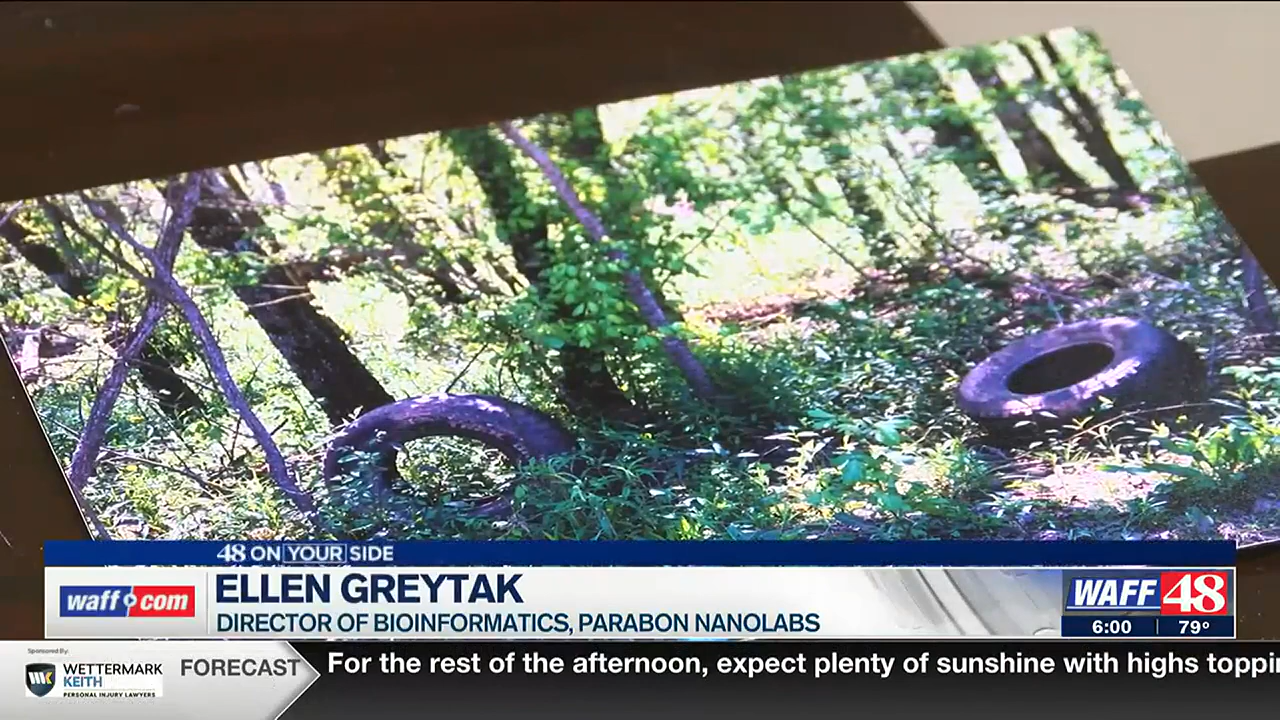 48 ON YOUR SIDE
waff com
ELLEN GREYTAK
DIRECTOR OF BIOINFORMATICS, PARABON NANOLABS
WAFF 48
6:00 79°
Sponsored By:
WK WETTERMARK
KEITH
PERSONAL INJURY LAWYERS
FORECAST
For the rest of the afternoon, expect plenty of sunshine with highs toppi